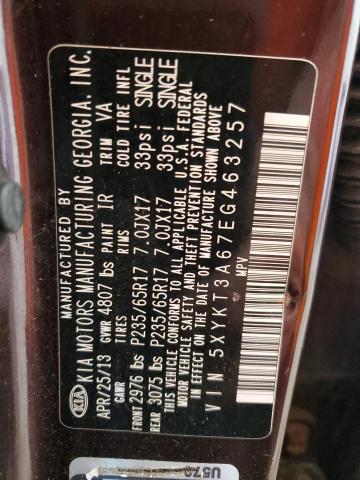 KIA
MANUFACTURED BY
KIA MOTORS MANUFACTURING GEORGIA. INC.
APR/25/13 GVWR 4807 lbs PAINT IR TRIM VA
GAWR TIRES RIMS COLD TIRE INFL
FRONT 2976 lbs P235/65R17 7.0JX17 33psi SINGLE
REAR 3075 lbs P235/65R17 7.0JX17 33psi SINGLE
THIS VEHICLE CONFORMS TO ALL APPLICABLE U.S.A. FEDERAL
MOTOR VEHICLE SAFETY AND THEFT PREVENTION STANDARDS
IN EFFECT ON THE DATE OF MANUFACTURE SHOWN ABOVE
VIN 5XYKT3A67EG463257
MPV
U572